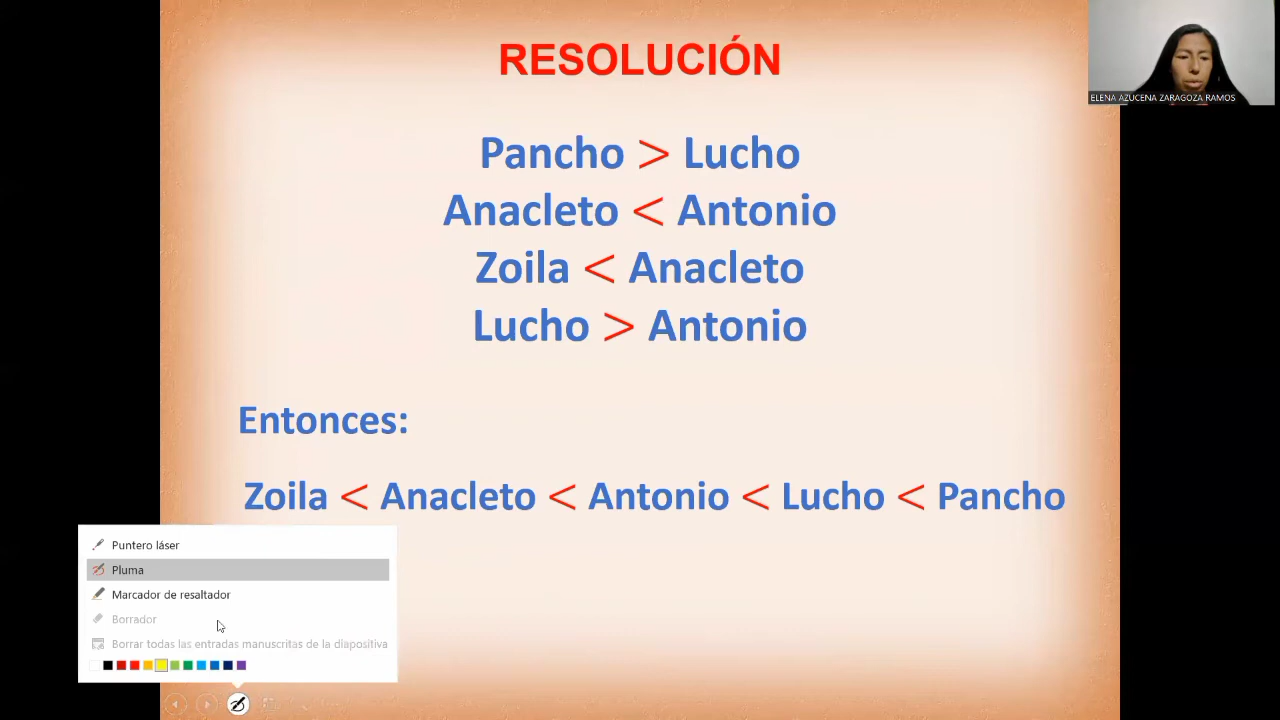 RESOLUCIÓN
ELENA AZUCENA ZARAGOZA RAMOS
Pancho > Lucho
Anacleto < Antonio
Zoila < Anacleto
Lucho > Antonio
Entonces:
Zoila < Anacleto < Antonio < Lucho < Pancho
Puntero láser
Pluma
Marcador de resaltador
Borrador
Borrar todas las entradas manuscritas de la diapositiva